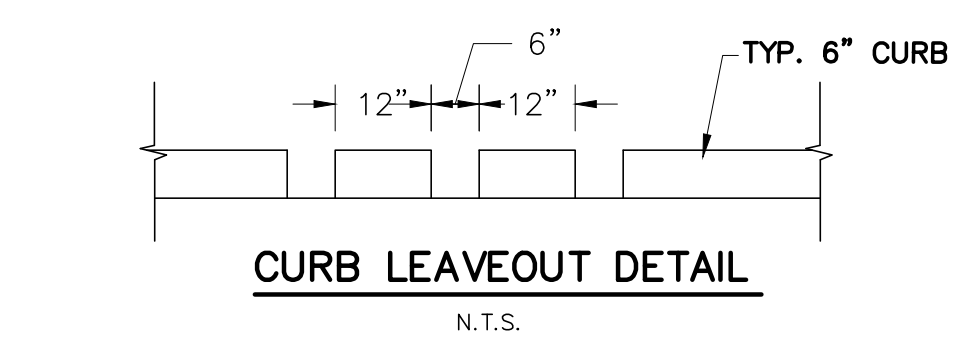 6”
TYP. 6” CURB
12”
12”
CURB LEAVEOUT DETAIL
N.T.S.